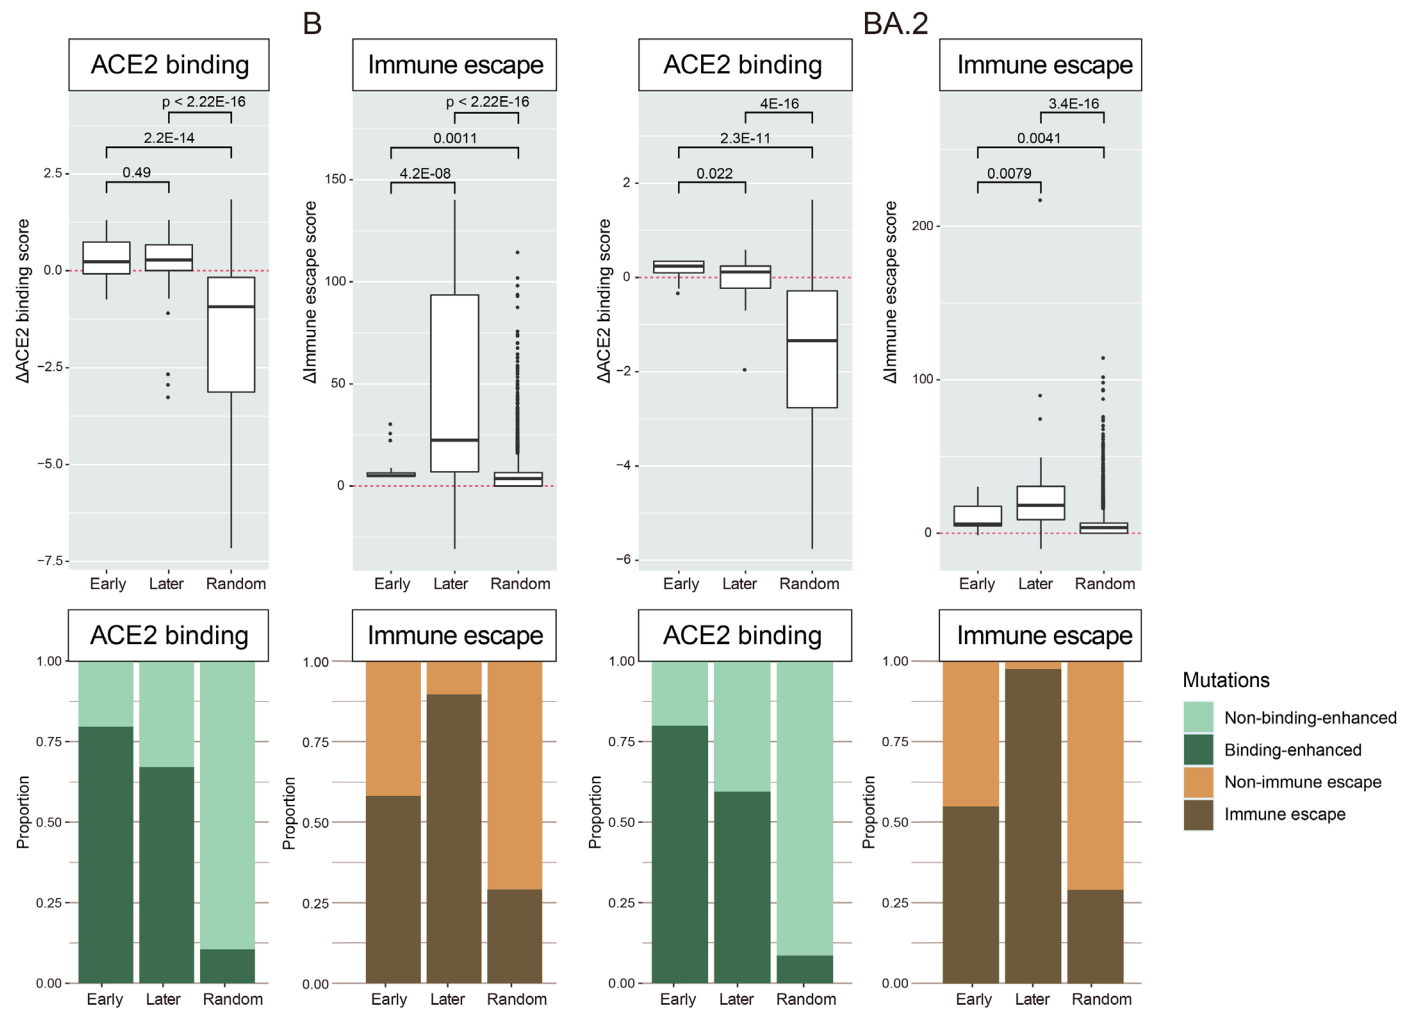 B
BA.2
ACE2 binding
Immune escape
ACE2 binding
Immune escape
ΔACE2 binding score
2.5
0.0
−2.5
−5.0
−7.5
p < 2.22E-16
2.2E-14
0.49
Early
Later
Random
ΔImmune escape score
150
100
50
0
p < 2.22E-16
0.0011
4.2E-08
Early
Later
Random
ΔACE2 binding score
2
0
−2
−4
−6
4E-16
2.3E-11
0.022
Early
Later
Random
ΔImmune escape score
200
100
0
3.4E-16
0.0041
0.0079
Early
Later
Random
ACE2 binding
Immune escape
ACE2 binding
Immune escape
Proportion
1.00
0.75
0.50
0.25
0.00
Early
Later
Random
Proportion
1.00
0.75
0.50
0.25
0.00
Early
Later
Random
Proportion
1.00
0.75
0.50
0.25
0.00
Early
Later
Random
Proportion
1.00
0.75
0.50
0.25
0.00
Early
Later
Random
Mutations
Non-binding-enhanced
Binding-enhanced
Non-immune escape
Immune escape